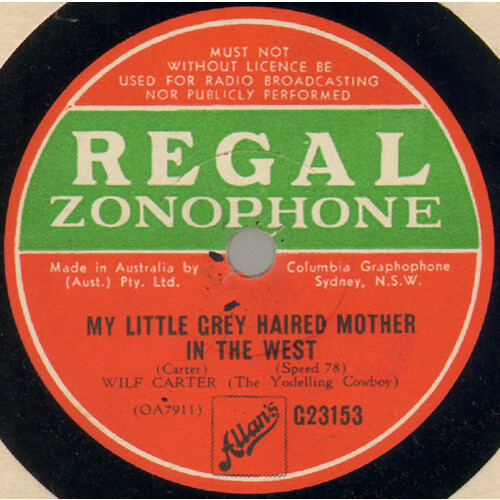 MUST NOT
WITHOUT LICENCE BE
USED FOR RADIO BROADCASTING
NOR PUBLICLY PERFORMED
REGAL
ZONOPHONE
Made in Australia by Columbia Graphophone
(Aust.) Pty. Ltd. Sydney, N.S.W.
MY LITTLE GREY HAIRED MOTHER
IN THE WEST
(Carter) (Speed 78)
WILF CARTER (The Yodelling Cowboy)
(OA7911) Allan's G23153